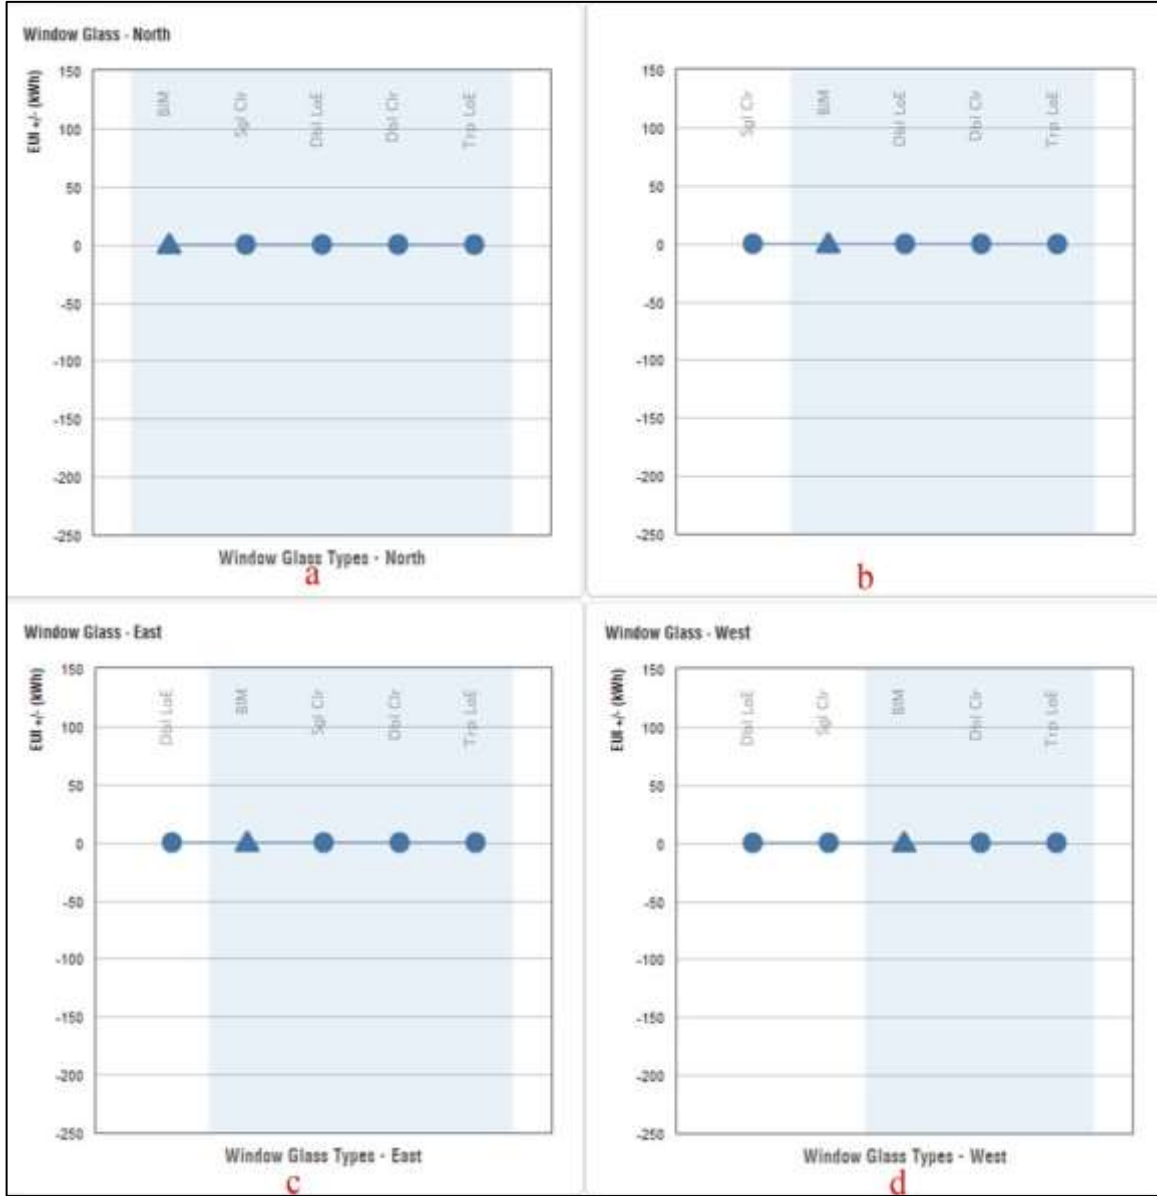 Window Glass - North
EUI +/- (kWh)
150
100
50
0
-50
-100
-150
-200
-250
BIM
Sgl Clr
Dbl LoE
Dbl Clr
Trp LoE
Window Glass Types - North
a
150
100
50
0
-50
-100
-150
-200
-250
Sgl Clr
BIM
Dbl LoE
Dbl Clr
Trp LoE
b
Window Glass - East
EUI +/- (kWh)
150
100
50
0
-50
-100
-150
-200
-250
Dbl LoE
BIM
Sgl Clr
Dbl Clr
Trp LoE
Window Glass Types - East
c
Window Glass - West
EUI +/- (kWh)
150
100
50
0
-50
-100
-150
-200
-250
Dbl LoE
Sgl Clr
BIM
Dbl Clr
Trp LoE
Window Glass Types - West
d